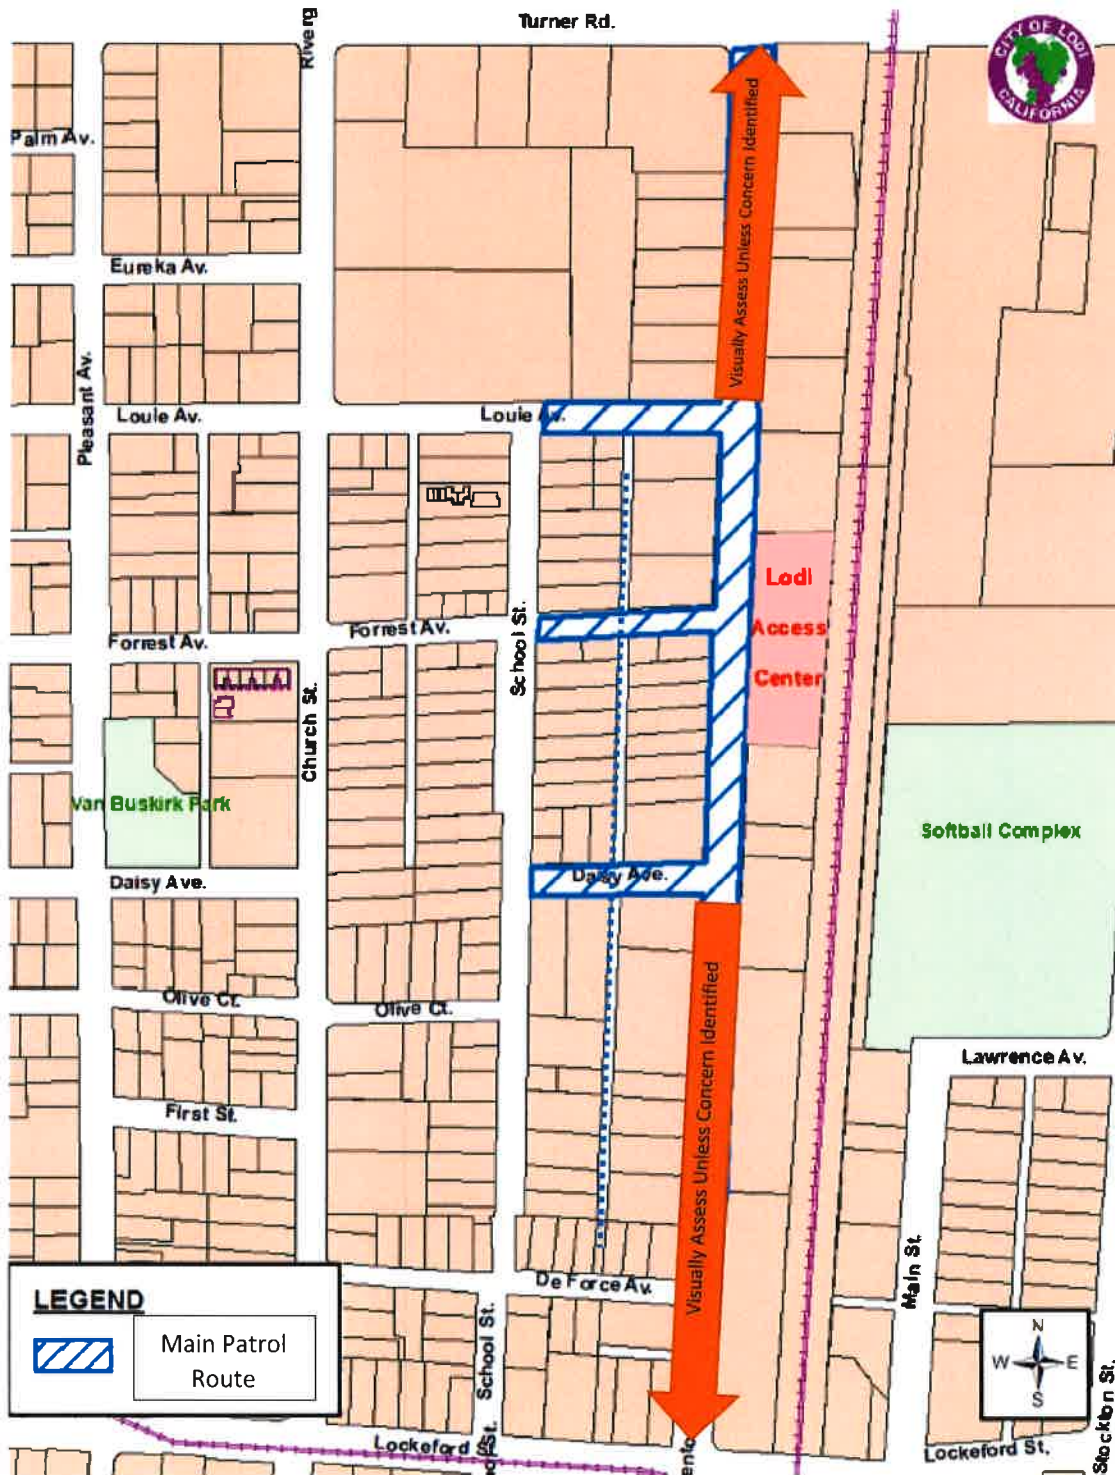 Turner Rd.
Riverg
CITY OF LODI
CALIFORNIA
Palm Av.
Visually Assess Unless Concern Identified
Eureka Av.
Pleasant Av.
Louie Av.
Louie Av.
Lodi
Access
Center
School St.
Forrest Av.
Forrest Av.
Church St.
Van Buskirk Park
Softball Complex
Daisy Ave.
Daisy Ave.
Olive Ct.
Olive Ct.
Visually Assess Unless Concern Identified
Lawrence Av.
First St.
Main St.
De Force Av.
LEGEND
Main Patrol
Route
School St.
N
W E
S
Stockton St.
Lockeford St.
Lockeford St.